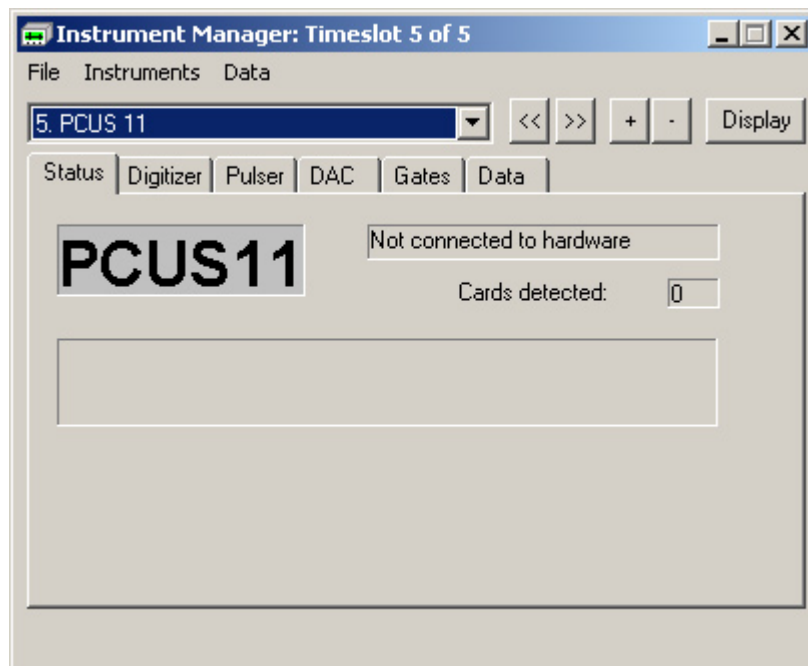 Instrument Manager: Timeslot 5 of 5
File Instruments Data
5. PCUS 11 << >> + - Display
Status Digitizer Pulser DAC Gates Data
PCUS11 Not connected to hardware
Cards detected: 0